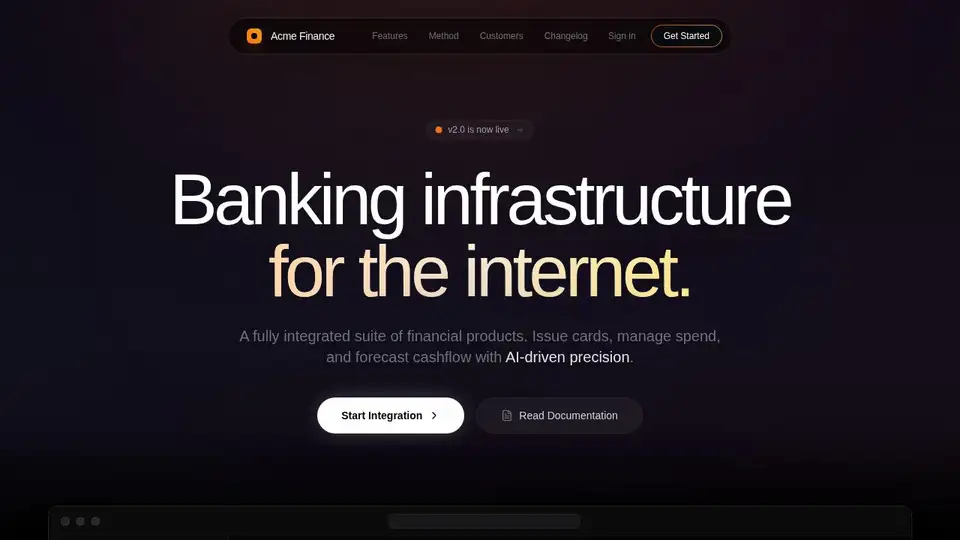 Acme Finance
Features
Method
Customers
Changelog
Sign in
Get Started
v2.0 is now live →
Banking infrastructure
for the internet.
A fully integrated suite of financial products. Issue cards, manage spend,
and forecast cashflow with AI-driven precision.
Start Integration
Read Documentation